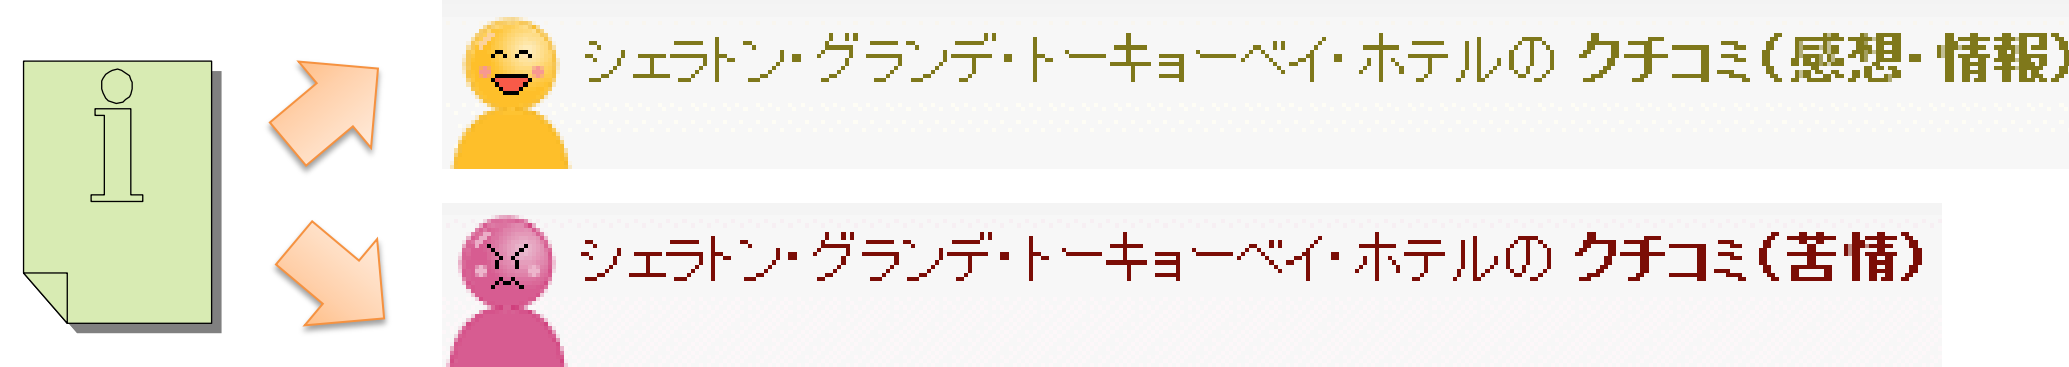 i
シェラトン・グランデ・トーキョーベイ・ホテルの クチコミ(感想・情報)
シェラトン・グランデ・トーキョーベイ・ホテルの クチコミ(苦情)